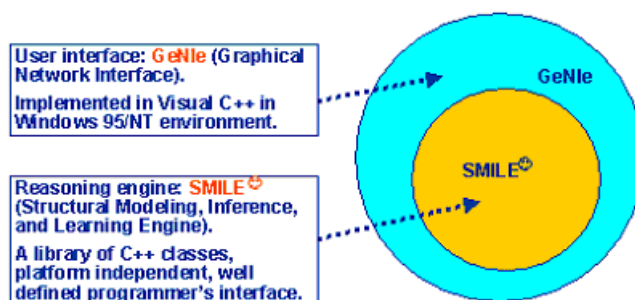 User interface: GeNIe (Graphical
Network Interface).
Implemented in Visual C++ in
Windows 95/NT environment.
Reasoning engine: SMILE☺
(Structural Modeling, Inference,
and Learning Engine).
A library of C++ classes,
platform independent, well
defined programmer's interface.
GeNIe
SMILE☺